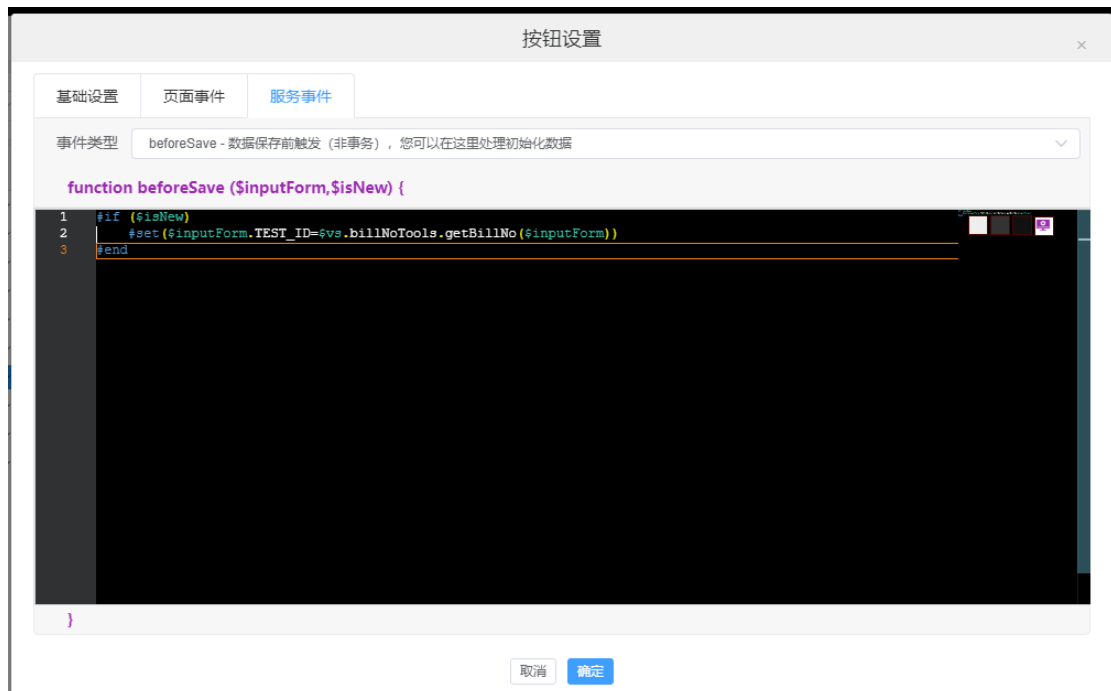 按钮设置
基础设置 页面事件 服务事件
事件类型 beforeSave - 数据保存前触发（非事务），您可以在这里处理初始化数据
function beforeSave ($inputForm,$isNew) {
1 #if ($isNew)
2 #set($inputForm.TEST_ID=$vs.billNoTools.getBillNo($inputForm))
3 #end
}
取消 确定